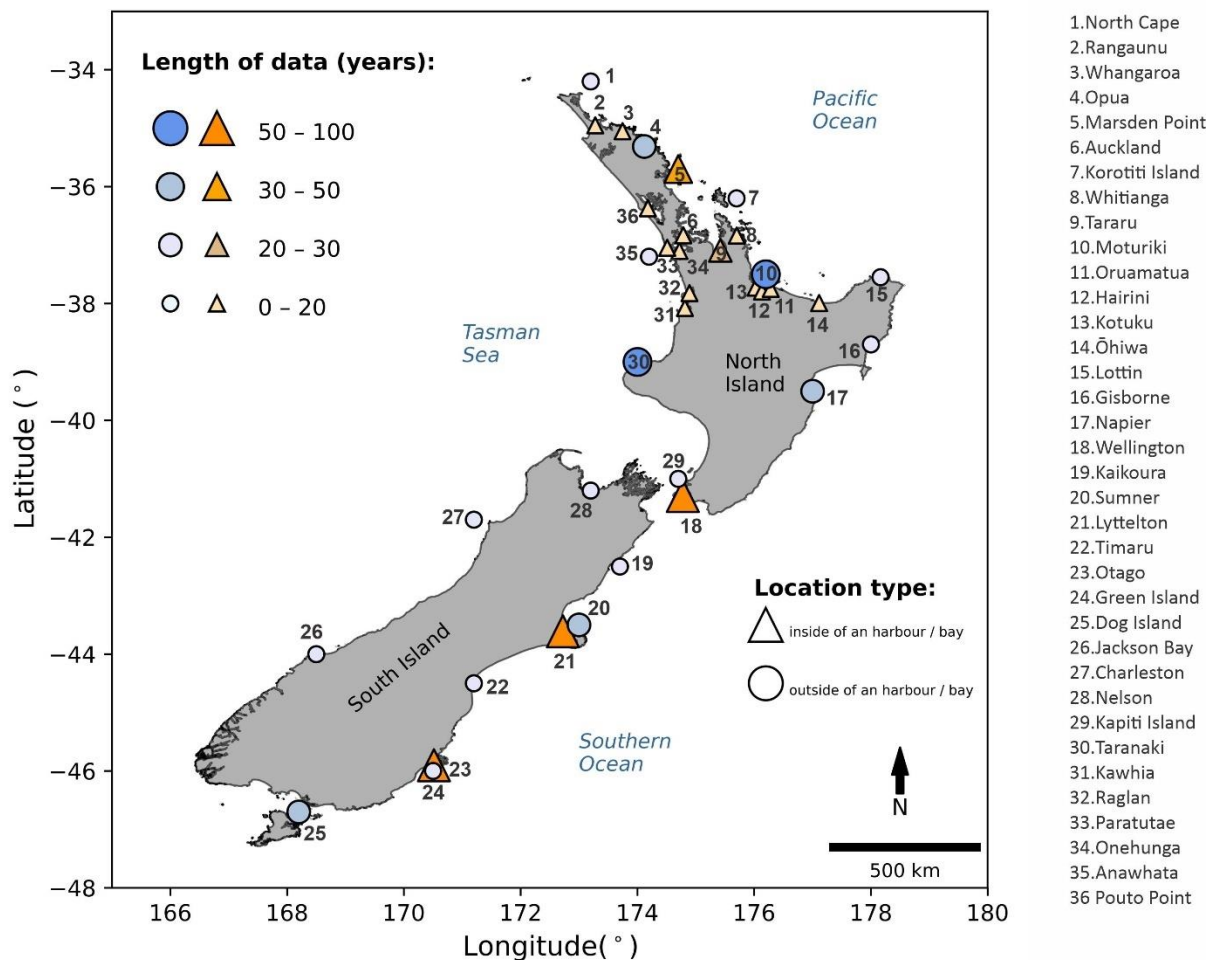 Length of data (years):
50 – 100
30 – 50
20 – 30
0 – 20
Pacific
Ocean
Tasman
Sea
North
Island
South Island
Southern
Ocean
Location type:
inside of an harbour / bay
outside of an harbour / bay
N
500 km
1
2
3
4
5
6
7
8
9
10
11
12
13
14
15
16
17
18
19
20
21
22
23
24
25
26
27
28
29
30
31
32
33
34
35
36
Latitude (°)
−34
−36
−38
−40
−42
−44
−46
−48
166
168
170
172
174
176
178
180
Longitude(°)
1.North Cape
2.Rangaunu
3.Whangaroa
4.Opua
5.Marsden Point
6.Auckland
7.Korotiti Island
8.Whitianga
9.Tararu
10.Moturiki
11.Oruamatua
12.Hairini
13.Kotuku
14.Ōhiwa
15.Lottin
16.Gisborne
17.Napier
18.Wellington
19.Kaikoura
20.Sumner
21.Lyttelton
22.Timaru
23.Otago
24.Green Island
25.Dog Island
26.Jackson Bay
27.Charleston
28.Nelson
29.Kapiti Island
30.Taranaki
31.Kawhia
32.Raglan
33.Paratutae
34.Onehunga
35.Anawhata
36 Pouto Point